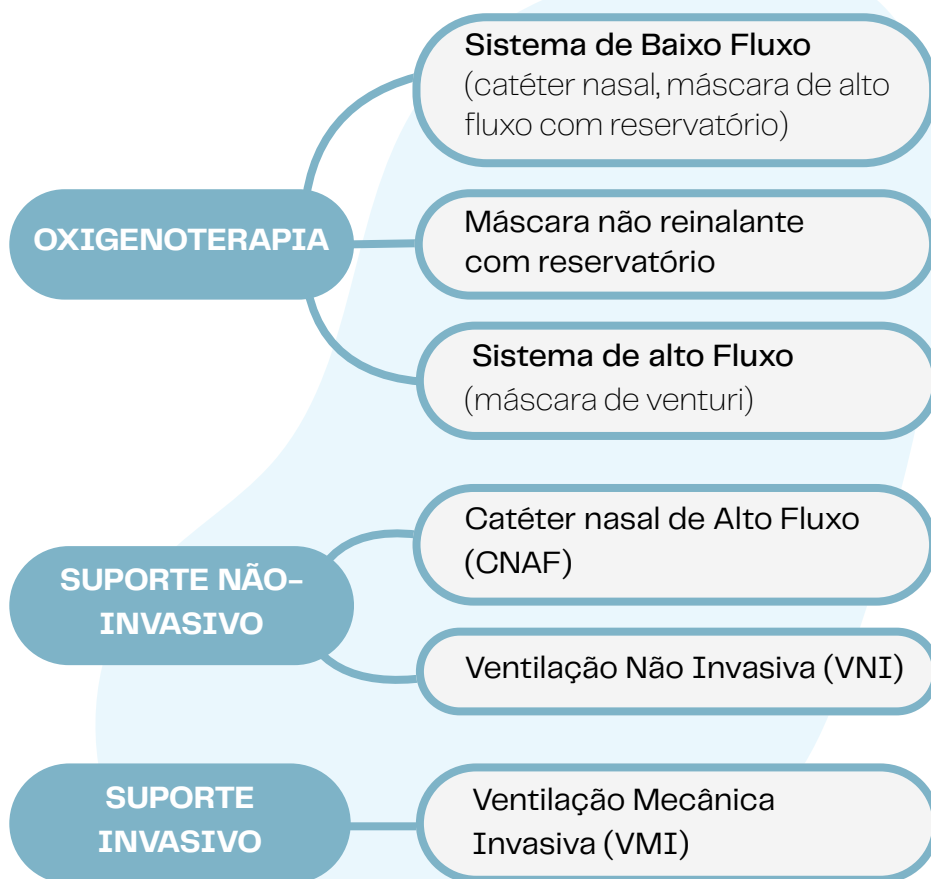 OXIGENOTERAPIA
Sistema de Baixo Fluxo
(catéter nasal, máscara de alto
fluxo com reservatório)
Máscara não reinalante
com reservatório
Sistema de alto Fluxo
(máscara de venturi)
SUPORTE NÃO-
INVASIVO
Catéter nasal de Alto Fluxo
(CNAF)
Ventilação Não Invasiva (VNI)
SUPORTE
INVASIVO
Ventilação Mecânica
Invasiva (VMI)